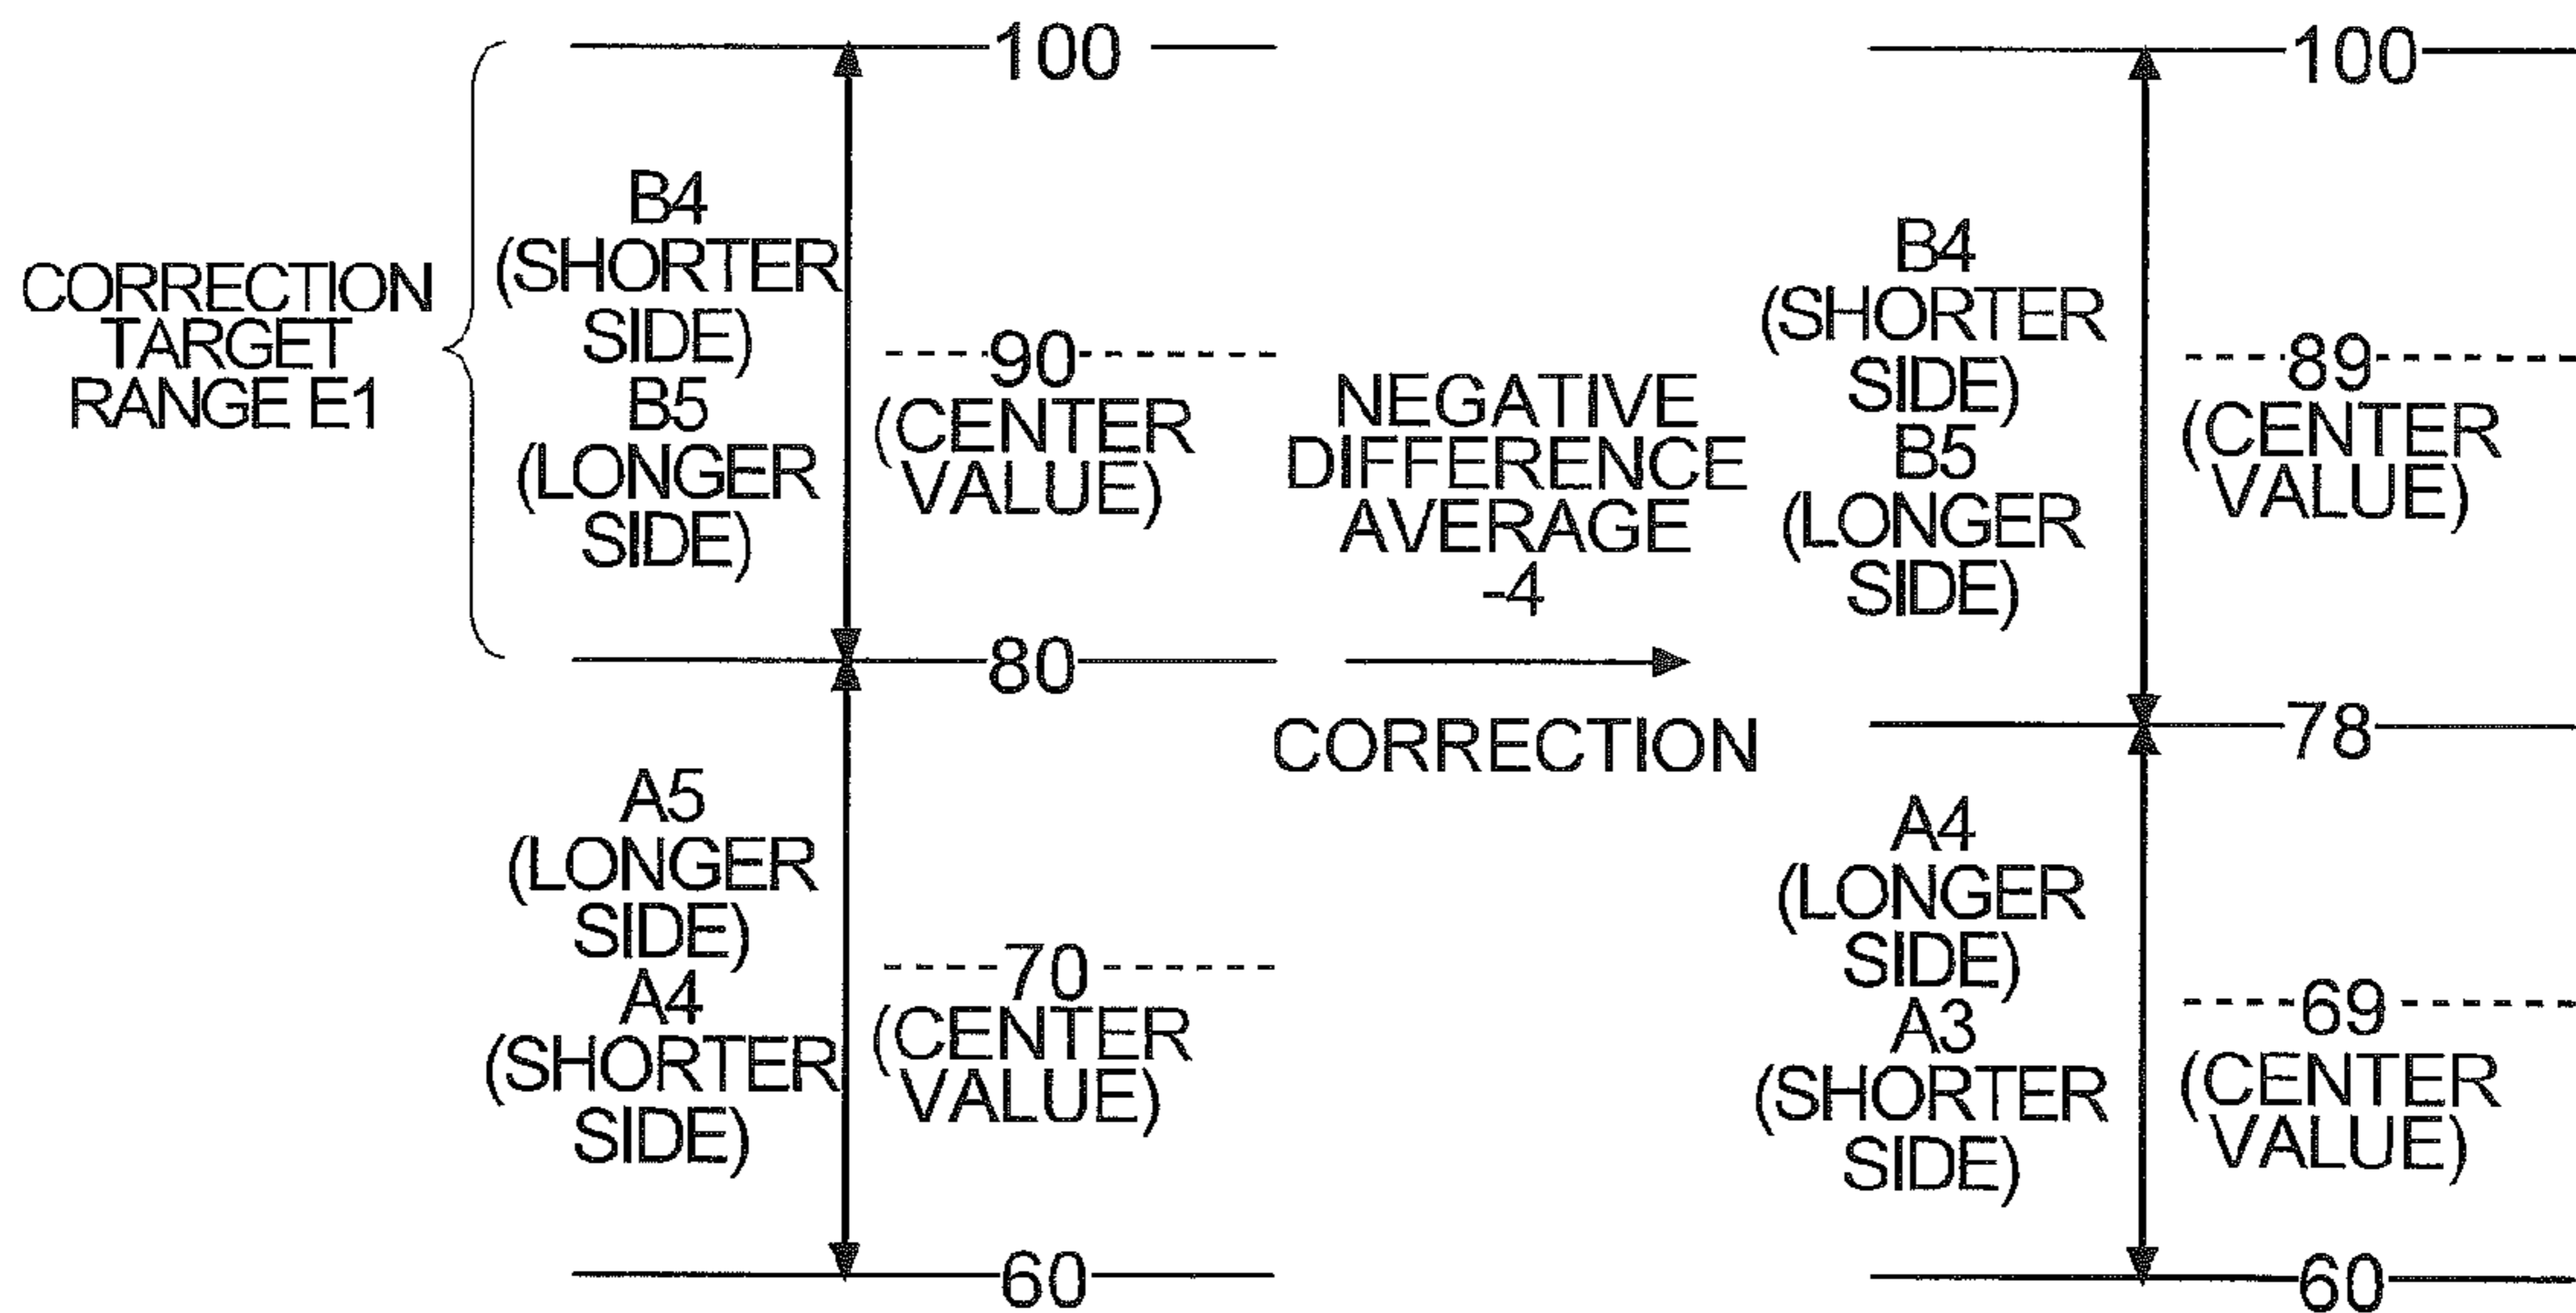 CORRECTION
TARGET
RANGE E1
100
B4
(SHORTER
SIDE)
B5
(LONGER
SIDE)
90
(CENTER
VALUE)
80
A5
(LONGER
SIDE)
A4
(SHORTER
SIDE)
70
(CENTER
VALUE)
60
NEGATIVE
DIFFERENCE
AVERAGE
-4
CORRECTION
100
B4
(SHORTER
SIDE)
B5
(LONGER
SIDE)
89
(CENTER
VALUE)
78
A4
(LONGER
SIDE)
A3
(SHORTER
SIDE)
69
(CENTER
VALUE)
60